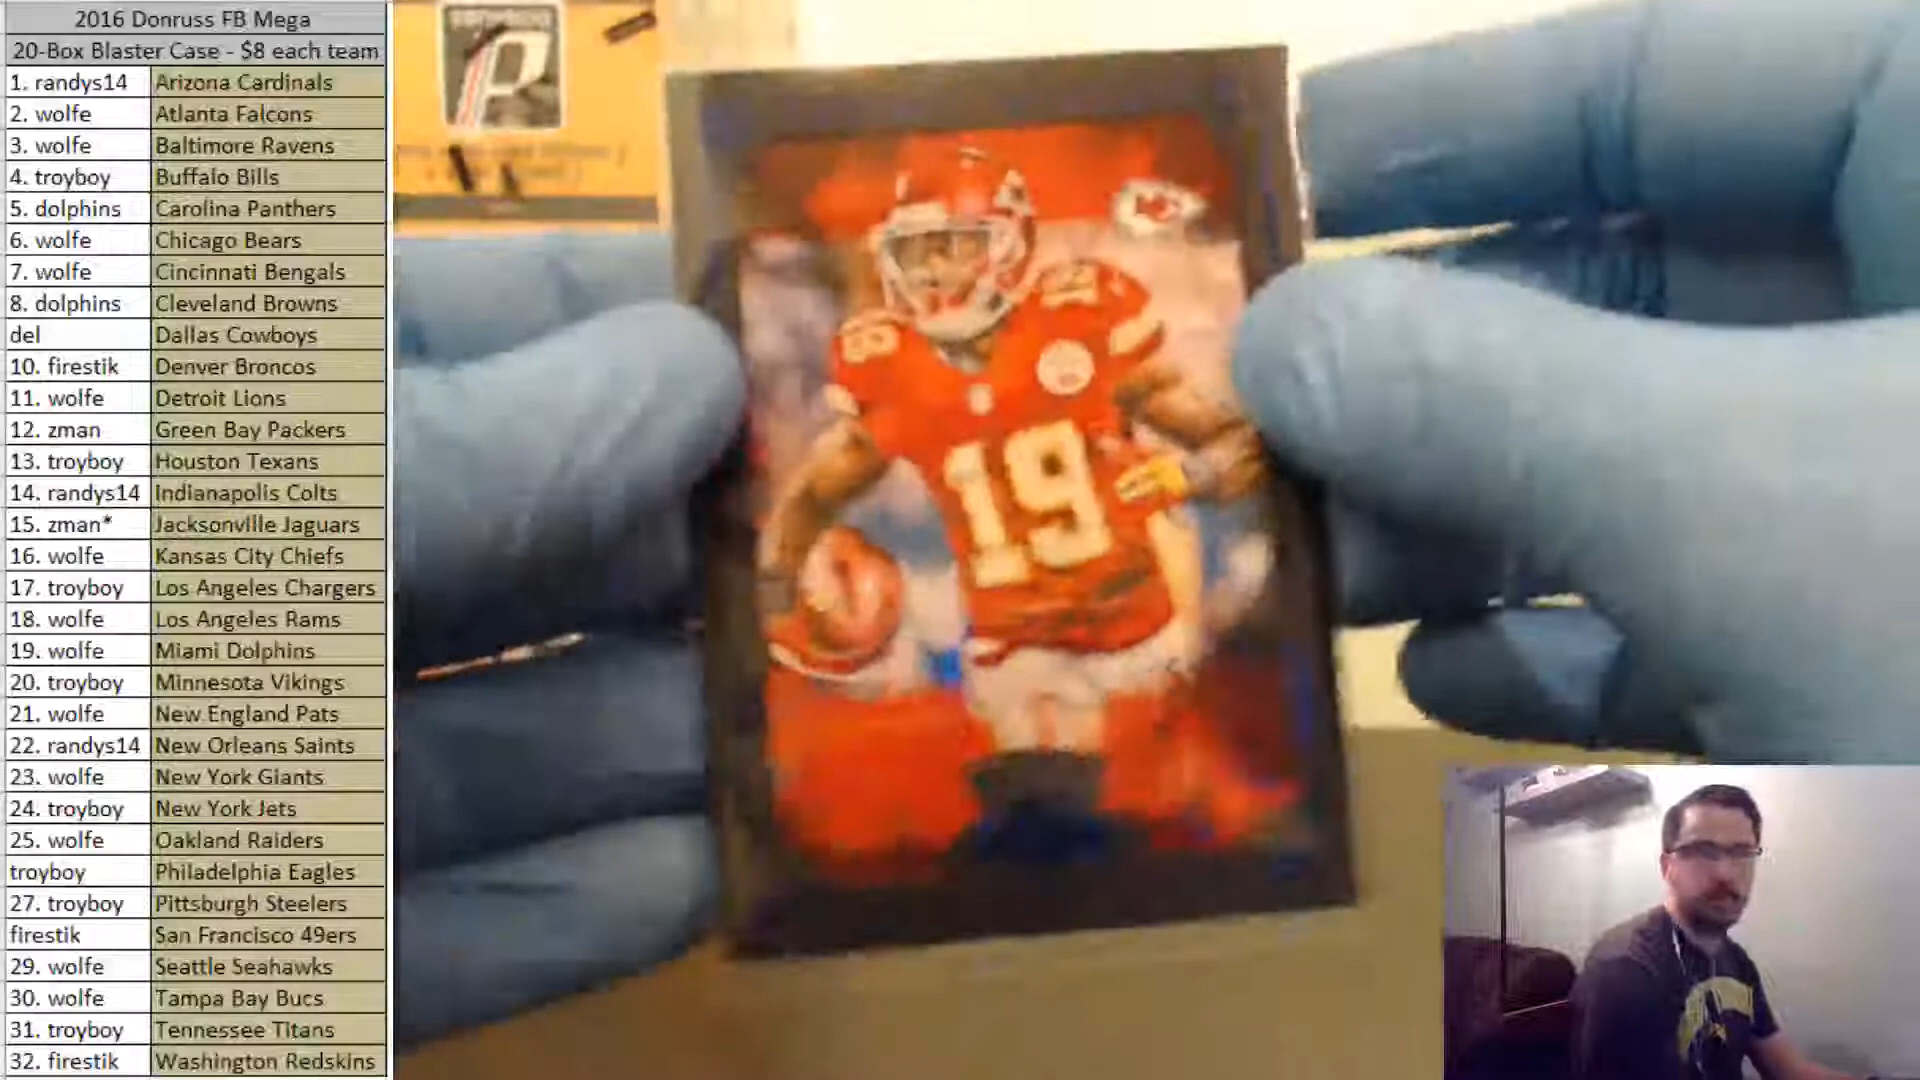 2016 Donruss FB Mega
20-Box Blaster Case - $8 each team
1. randys14 Arizona Cardinals
2. wolfe Atlanta Falcons
3. wolfe Baltimore Ravens
4. troyboy Buffalo Bills
5. dolphins Carolina Panthers
6. wolfe Chicago Bears
7. wolfe Cincinnati Bengals
8. dolphins Cleveland Browns
del Dallas Cowboys
10. firestik Denver Broncos
11. wolfe Detroit Lions
12. zman Green Bay Packers
13. troyboy Houston Texans
14. randys14 Indianapolis Colts
15. zman* Jacksonville Jaguars
16. wolfe Kansas City Chiefs
17. troyboy Los Angeles Chargers
18. wolfe Los Angeles Rams
19. wolfe Miami Dolphins
20. troyboy Minnesota Vikings
21. wolfe New England Pats
22. randys14 New Orleans Saints
23. wolfe New York Giants
24. troyboy New York Jets
25. wolfe Oakland Raiders
troyboy Philadelphia Eagles
27. troyboy Pittsburgh Steelers
firestik San Francisco 49ers
29. wolfe Seattle Seahawks
30. wolfe Tampa Bay Bucs
31. troyboy Tennessee Titans
32. firestik Washington Redskins
P
KC
19